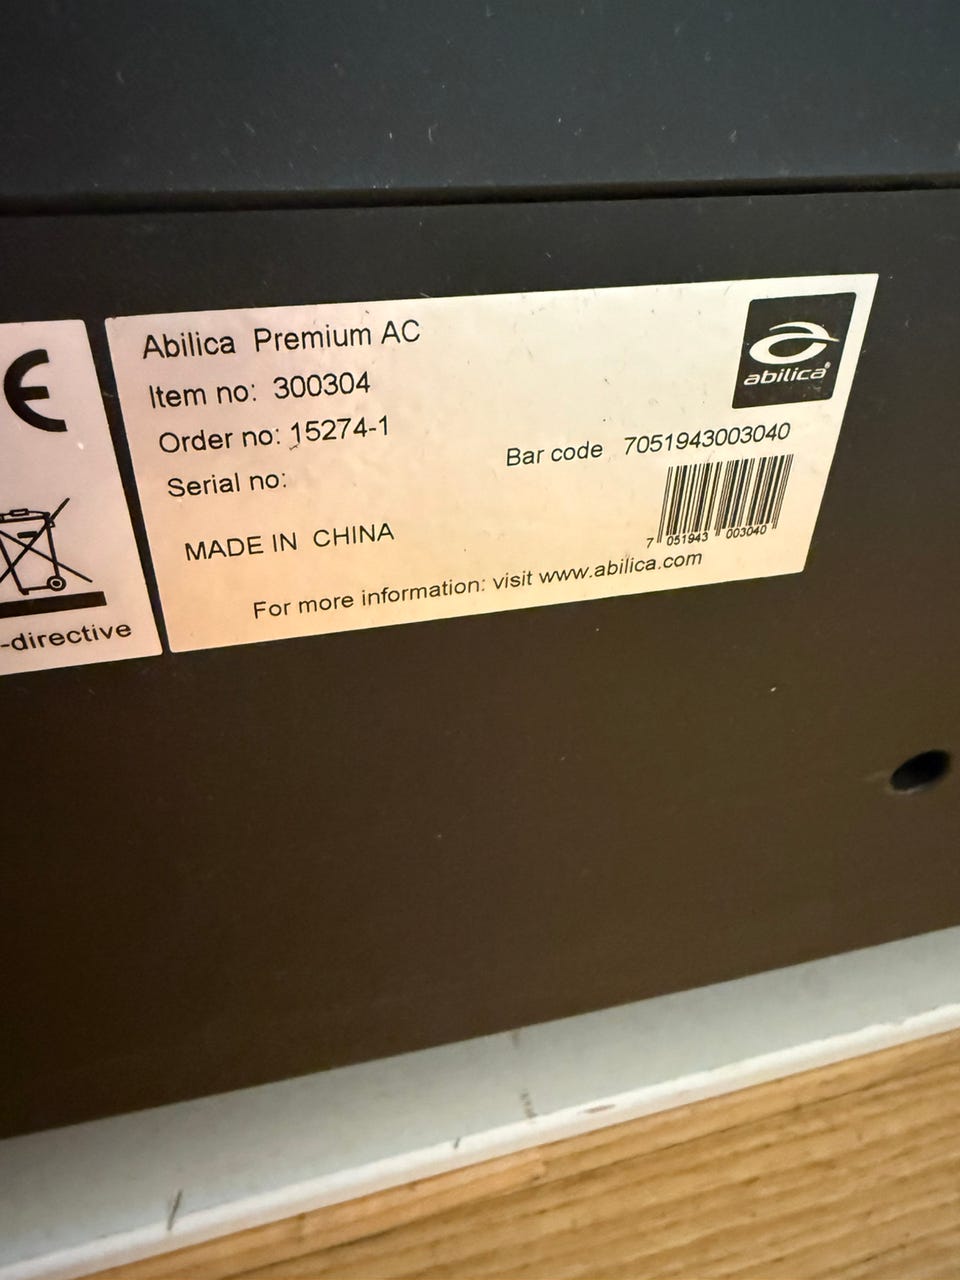 Abilica Premium AC
Item no: 300304
Order no: 15274-1
Serial no:
MADE IN CHINA
abilica®
Bar code 7051943003040
7 051943 003040
For more information: visit www.abilica.com
CE
-directive